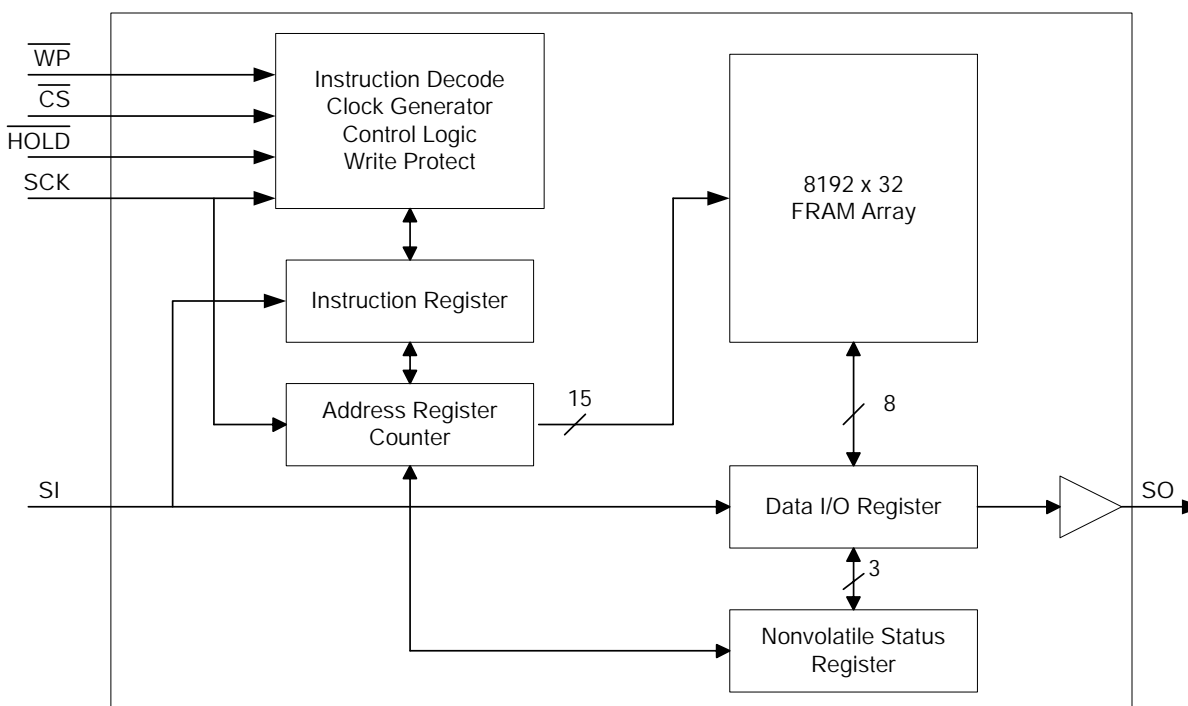 WP
CS
HOLD
SCK
Instruction Decode
Clock Generator
Control Logic
Write Protect
8192 x 32
FRAM Array
Instruction Register
Address Register
Counter
15
8
SI
Data I/O Register
SO
3
Nonvolatile Status
Register